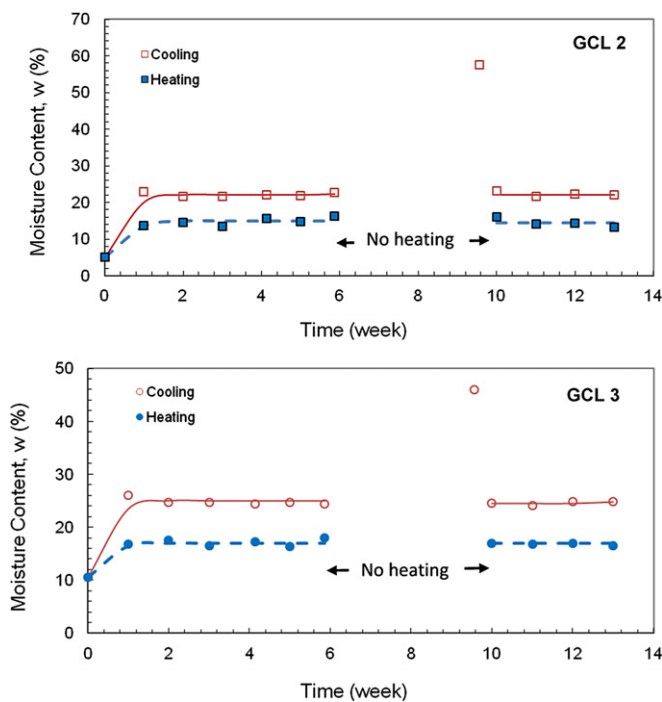 70
60
50
40
30
20
10
0
Moisture Content, w (%)
GCL 2
Cooling
Heating
No heating
0 2 4 6 8 10 12 14
Time (week)
50
40
30
20
10
0
Moisture Content, w (%)
GCL 3
Cooling
Heating
No heating
0 2 4 6 8 10 12 14
Time (week)